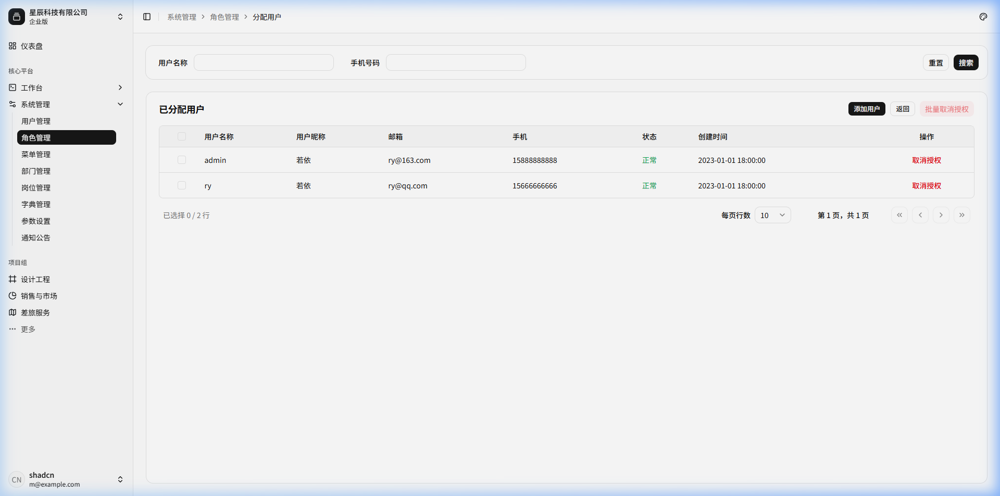 星辰科技有限公司
企业版
仪表盘
核心平台
工作台
系统管理
用户管理
角色管理
菜单管理
部门管理
岗位管理
字典管理
参数设置
通知公告
项目组
设计工程
销售与市场
差旅服务
更多
CN
shadcn
m@example.com
系统管理 角色管理 分配用户
用户名称 手机号码 重置 搜索
已分配用户 添加用户 返回 批量取消授权
用户名称 用户昵称 邮箱 手机 状态 创建时间 操作
admin 若依 ry@163.com 15888888888 正常 2023-01-01 18:00:00 取消授权
ry 若依 ry@qq.com 15666666666 正常 2023-01-01 18:00:00 取消授权
已选择 0 / 2 行 每页行数 10 第 1 页，共 1 页